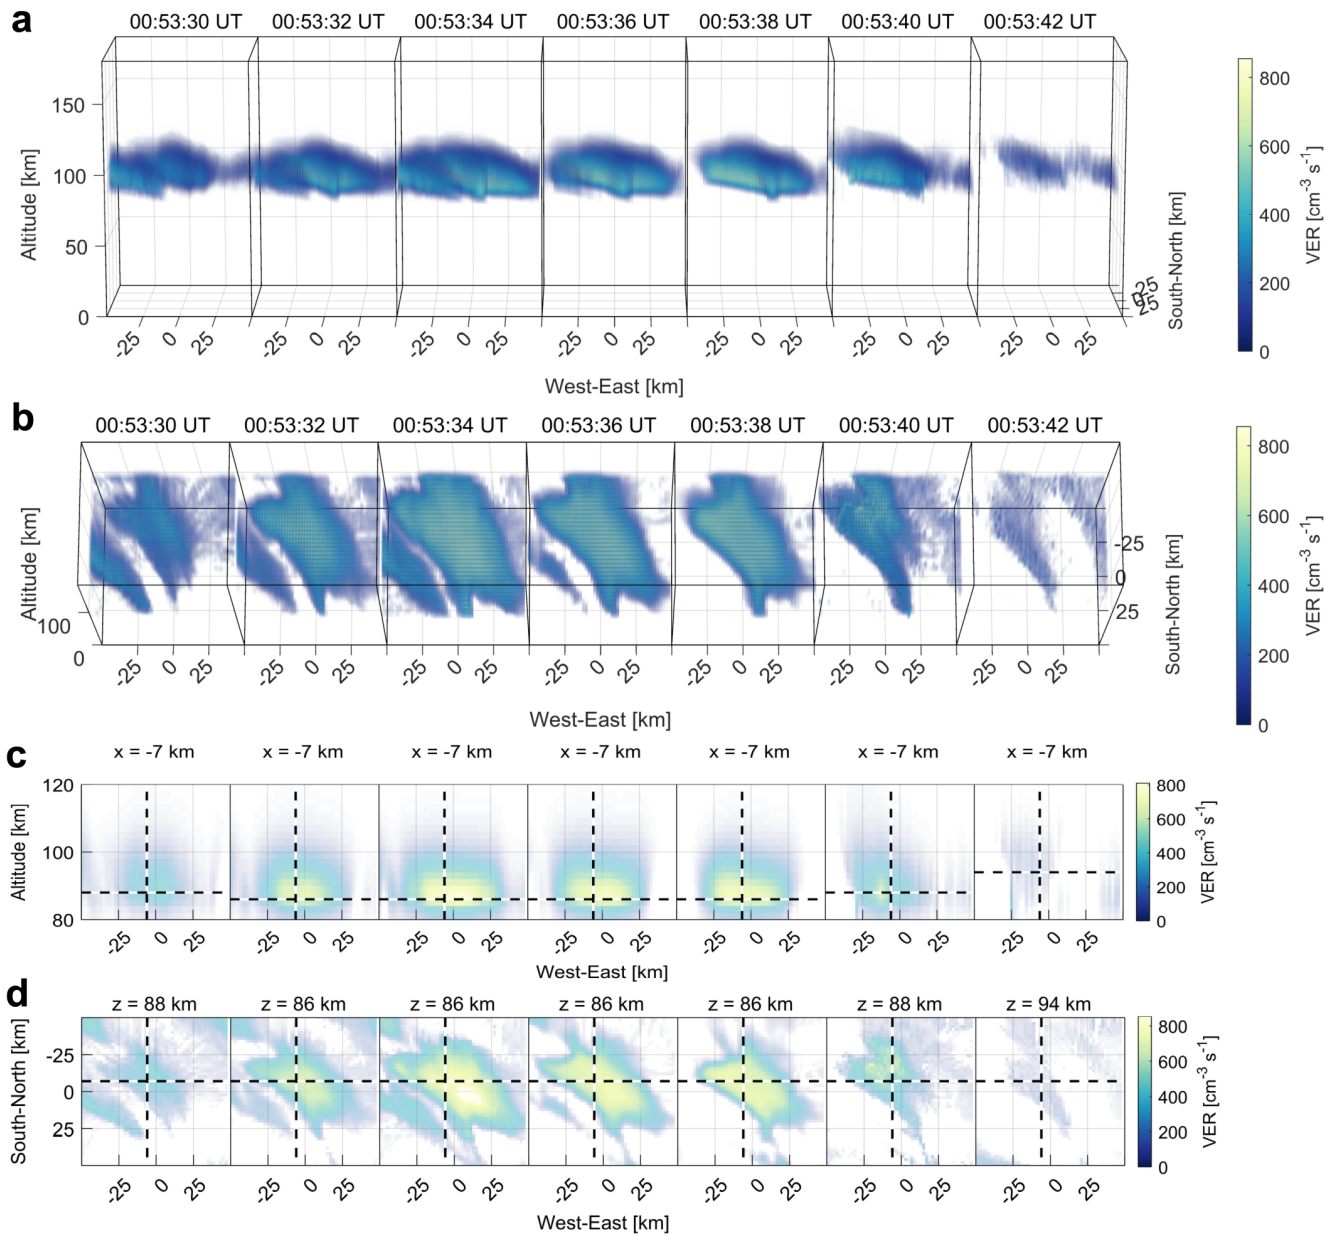 a
00:53:30 UT 00:53:32 UT 00:53:34 UT 00:53:36 UT 00:53:38 UT 00:53:40 UT 00:53:42 UT
Altitude [km]
150
100
50
0
-25 0 25 -25 0 25 -25 0 25 -25 0 25 -25 0 25 -25 0 25 -25 0 25
West-East [km]
-25
0
25
South-North [km]
800
600
400
200
0
VER [cm-3 s-1]
b
00:53:30 UT 00:53:32 UT 00:53:34 UT 00:53:36 UT 00:53:38 UT 00:53:40 UT 00:53:42 UT
Altitude [km]
100
0
-25 0 25 -25 0 25 -25 0 25 -25 0 25 -25 0 25 -25 0 25 -25 0 25
West-East [km]
-25
0
25
South-North [km]
800
600
400
200
0
VER [cm-3 s-1]
c
x = -7 km x = -7 km x = -7 km x = -7 km x = -7 km x = -7 km x = -7 km
Altitude [km]
120
100
80
-25 0 25 -25 0 25 -25 0 25 -25 0 25 -25 0 25 -25 0 25 -25 0 25
West-East [km]
800
600
400
200
0
VER [cm-3 s-1]
d
z = 88 km z = 86 km z = 86 km z = 86 km z = 86 km z = 88 km z = 94 km
South-North [km]
-25
0
25
-25 0 25 -25 0 25 -25 0 25 -25 0 25 -25 0 25 -25 0 25 -25 0 25
West-East [km]
800
600
400
200
0
VER [cm-3 s-1]